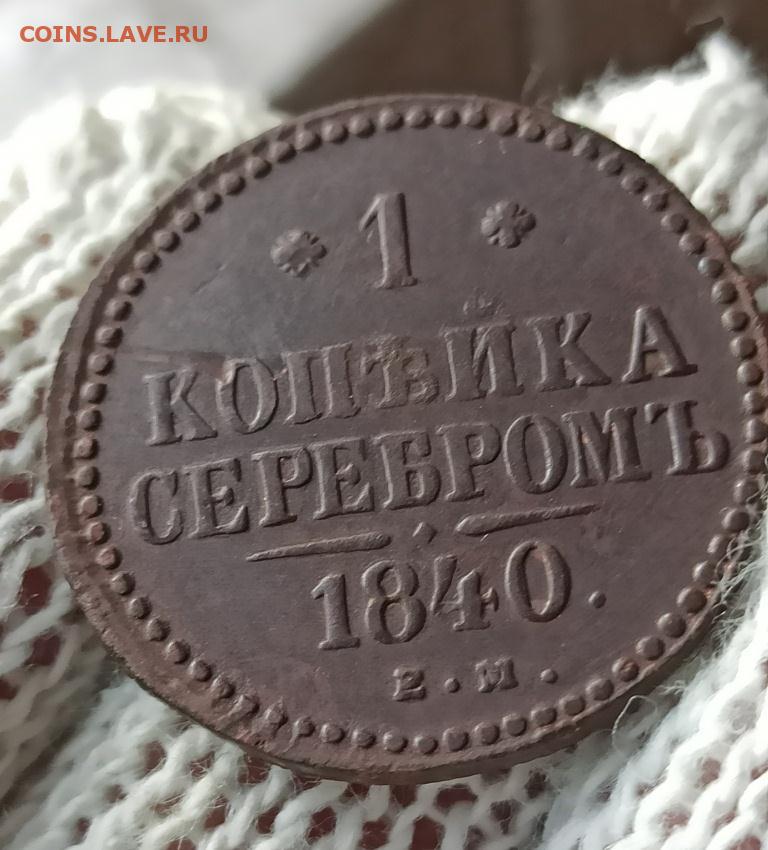 COINS.LAVE.RU
* 1 *
КОПѢЙКА
СЕРЕБРОМЪ
1840.
Е.М.